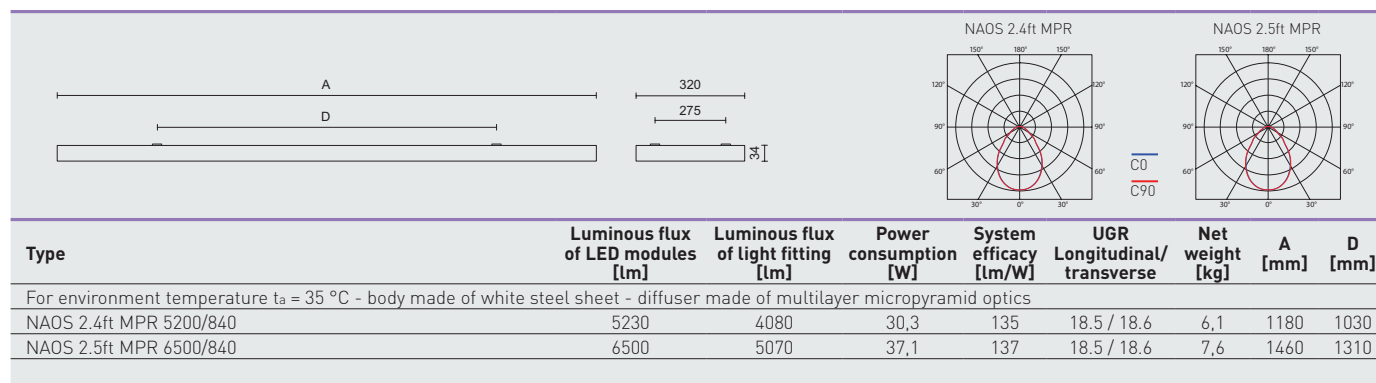 NAOS 2.4ft MPR
NAOS 2.5ft MPR
150° 180° 150°
150° 180° 150°
120° 120°
120° 120°
90° 90°
90° 90°
60° 60°
60° 60°
30° 0° 30°
30° 0° 30°
C0
C90
A
D
320
275
34
Type
Luminous flux of LED modules [lm]
Luminous flux of light fitting [lm]
Power consumption [W]
System efficacy [lm/W]
UGR Longitudinal/ transverse
Net weight [kg]
A [mm]
D [mm]
For environment temperature ta = 35 °C - body made of white steel sheet - diffuser made of multilayer micropyramid optics
NAOS 2.4ft MPR 5200/840 5230 4080 30,3 135 18.5 / 18.6 6,1 1180 1030
NAOS 2.5ft MPR 6500/840 6500 5070 37,1 137 18.5 / 18.6 7,6 1460 1310